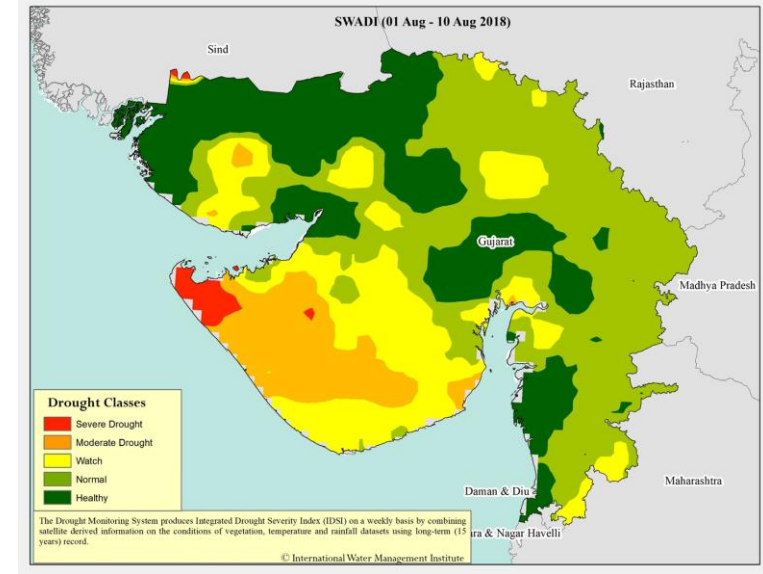 SWADI (01 Aug - 10 Aug 2018)
Sind
Rajasthan
Gujarat
Madhya Pradesh
Drought Classes
Severe Drought
Moderate Drought
Watch
Normal
Healthy
Maharashtra
Daman & Diu
ra & Nagar Havelli
The Drought Monitoring System produces Integrated Drought Severity Index (IDSI) on a weekly basis by combining
satellite derived information on the conditions of vegetation, temperature and rainfall datasets using long-term (15
years) record.
© International Water Management Institute